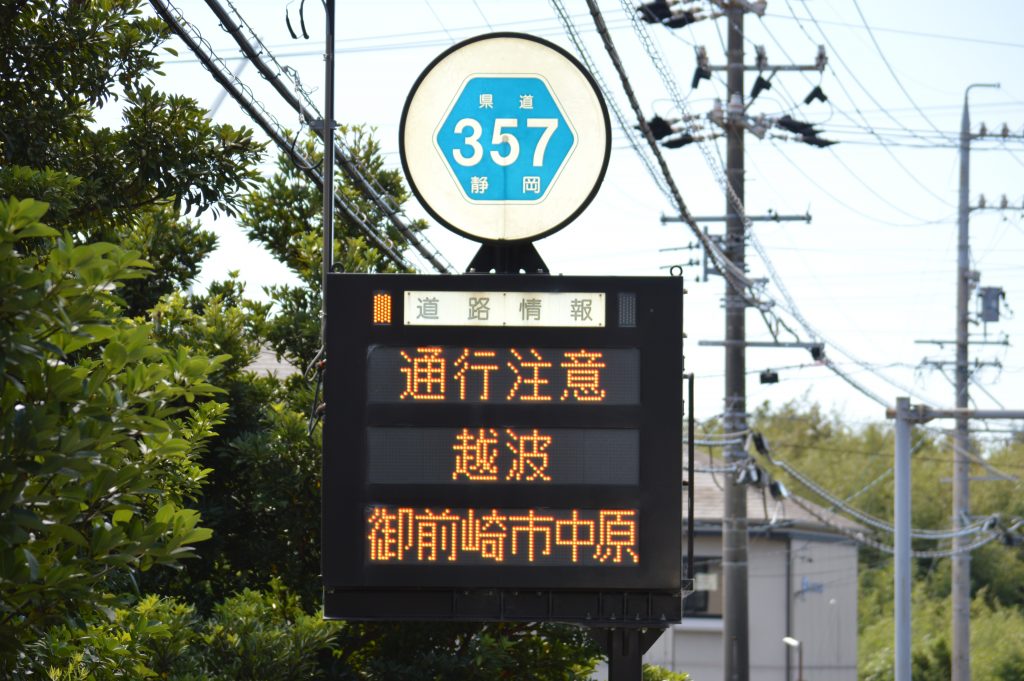 県道
357
静岡
道路情報
通行注意
越波
御前崎市中原